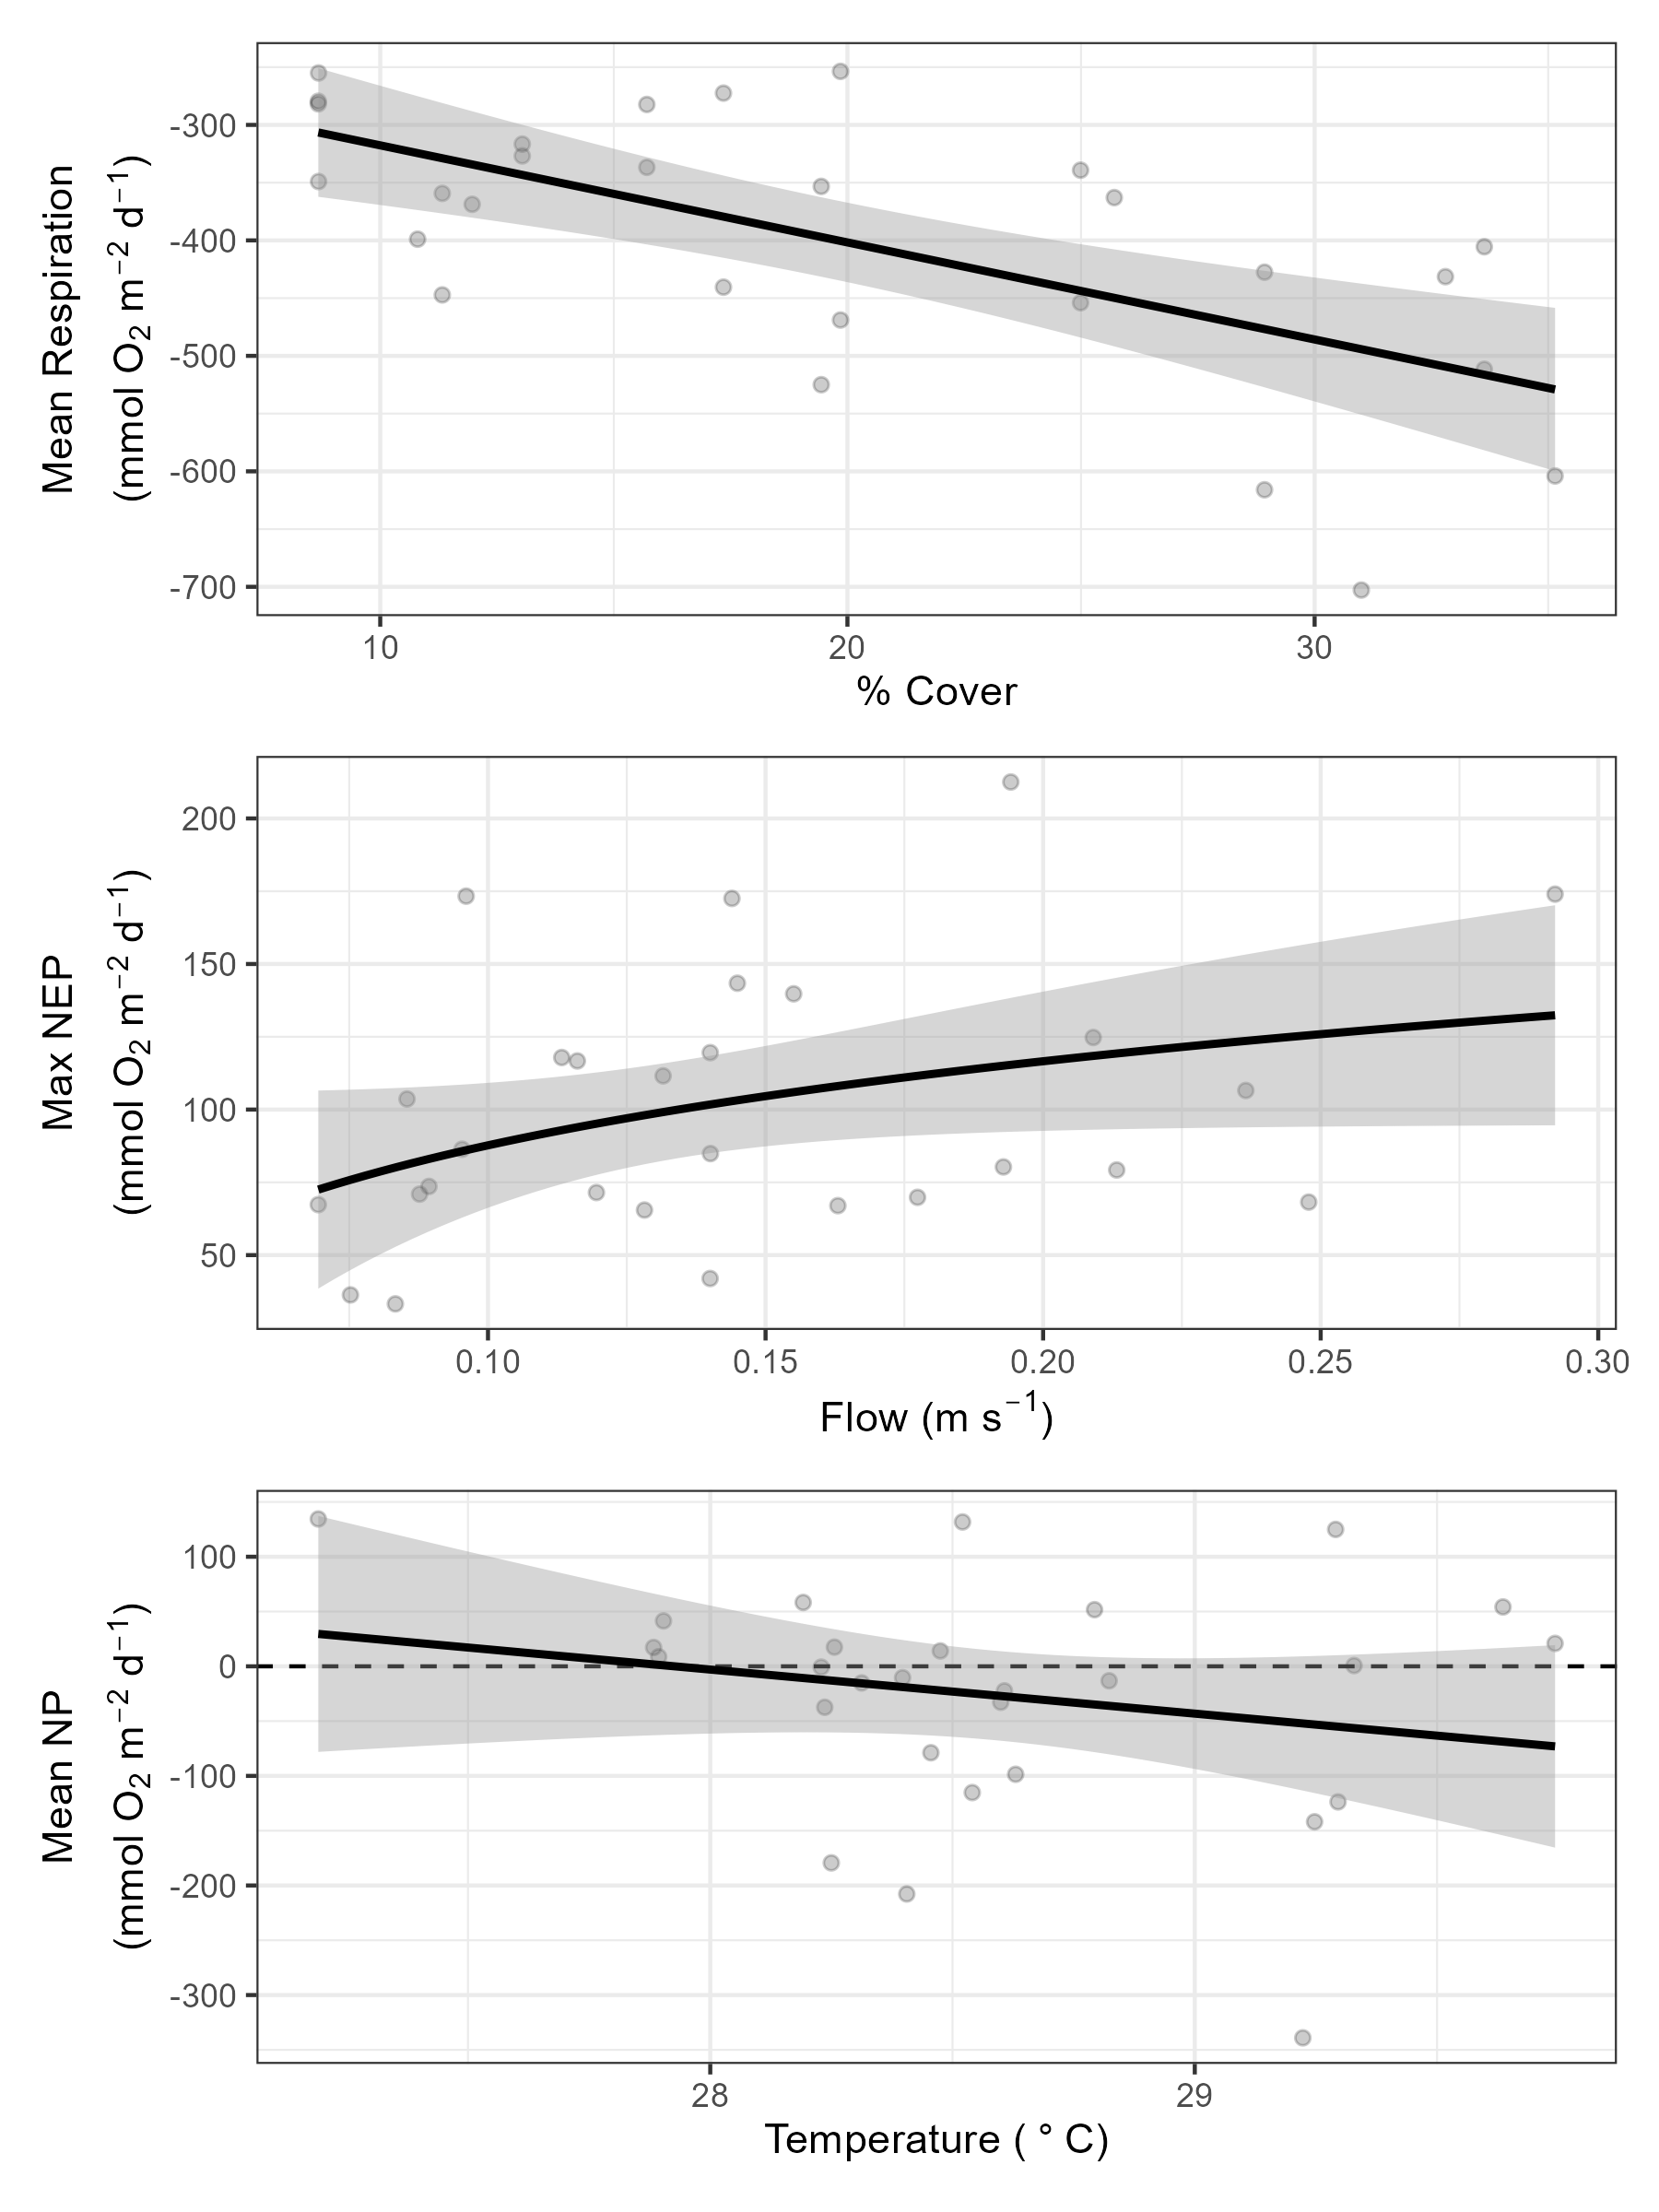 Mean Respiration
(mmol O₂ m⁻² d⁻¹)
-300
-400
-500
-600
-700
10 20 30
% Cover
Max NEP
(mmol O₂ m⁻² d⁻¹)
200
150
100
50
0.10 0.15 0.20 0.25 0.30
Flow (m s⁻¹)
Mean NP
(mmol O₂ m⁻² d⁻¹)
100
0
-100
-200
-300
28 29
Temperature ( ° C)